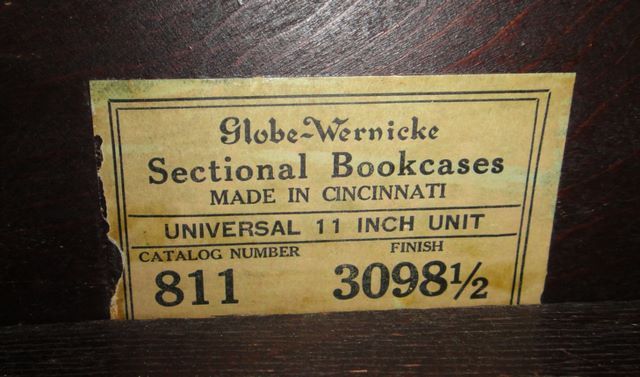 Globe-Wernicke
Sectional Bookcases
MADE IN CINCINNATI
UNIVERSAL 11 INCH UNIT
CATALOG NUMBER FINISH
811 3098½